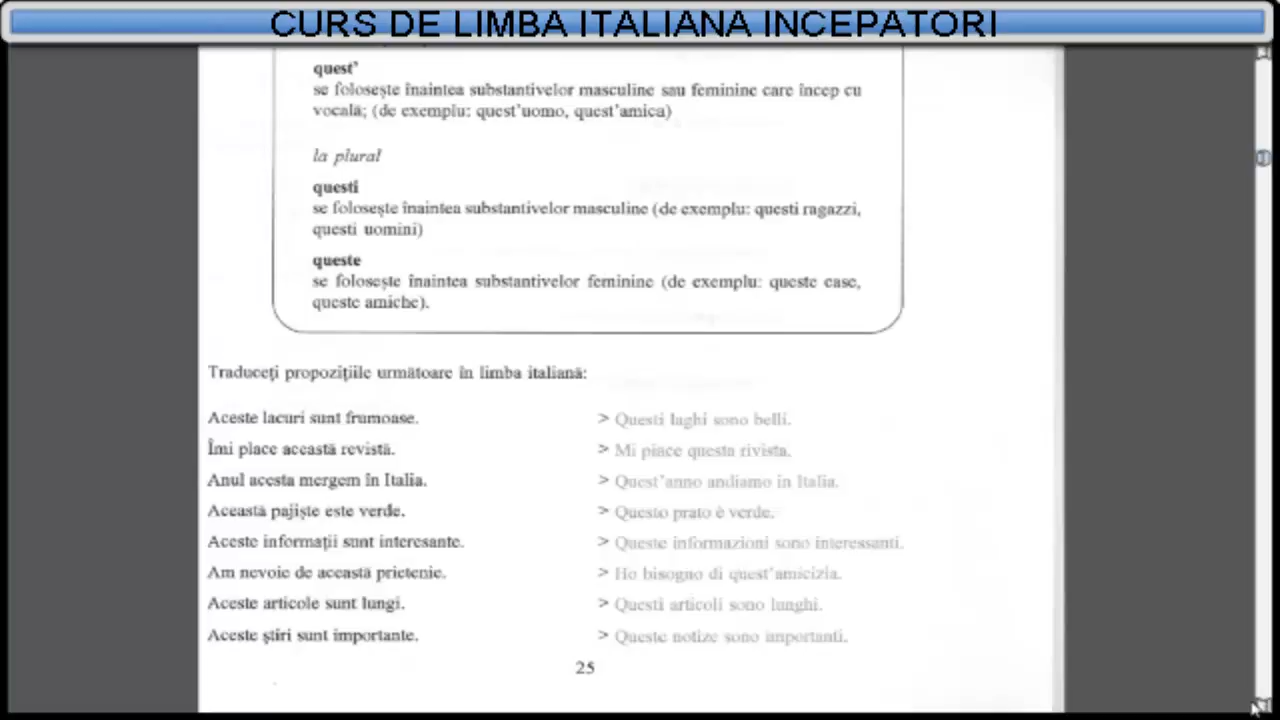 CURS DE LIMBA ITALIANA INCEPATORI
quest’
se folosește înaintea substantivelor masculine sau feminine care încep cu
vocală; (de exemplu: quest’uomo, quest’amica)
la plural
questi
se folosește înaintea substantivelor masculine (de exemplu: questi ragazzi,
questi uomini)
queste
se folosește înaintea substantivelor feminine (de exemplu: queste case,
queste amiche).
Traduceți propozițiile următoare în limba italiană:
Aceste lacuri sunt frumoase. > Questi laghi sono belli.
Îmi place această revistă. > Mi piace questa rivista.
Anul acesta mergem în Italia. > Quest’anno andiamo in Italia.
Această pajiște este verde. > Questo prato è verde.
Aceste informații sunt interesante. > Queste informazioni sono interessanti.
Am nevoie de această prietenie. > Ho bisogno di quest’amicizia.
Aceste articole sunt lungi. > Questi articoli sono lunghi.
Aceste știri sunt importante. > Queste notize sono importanti.
25